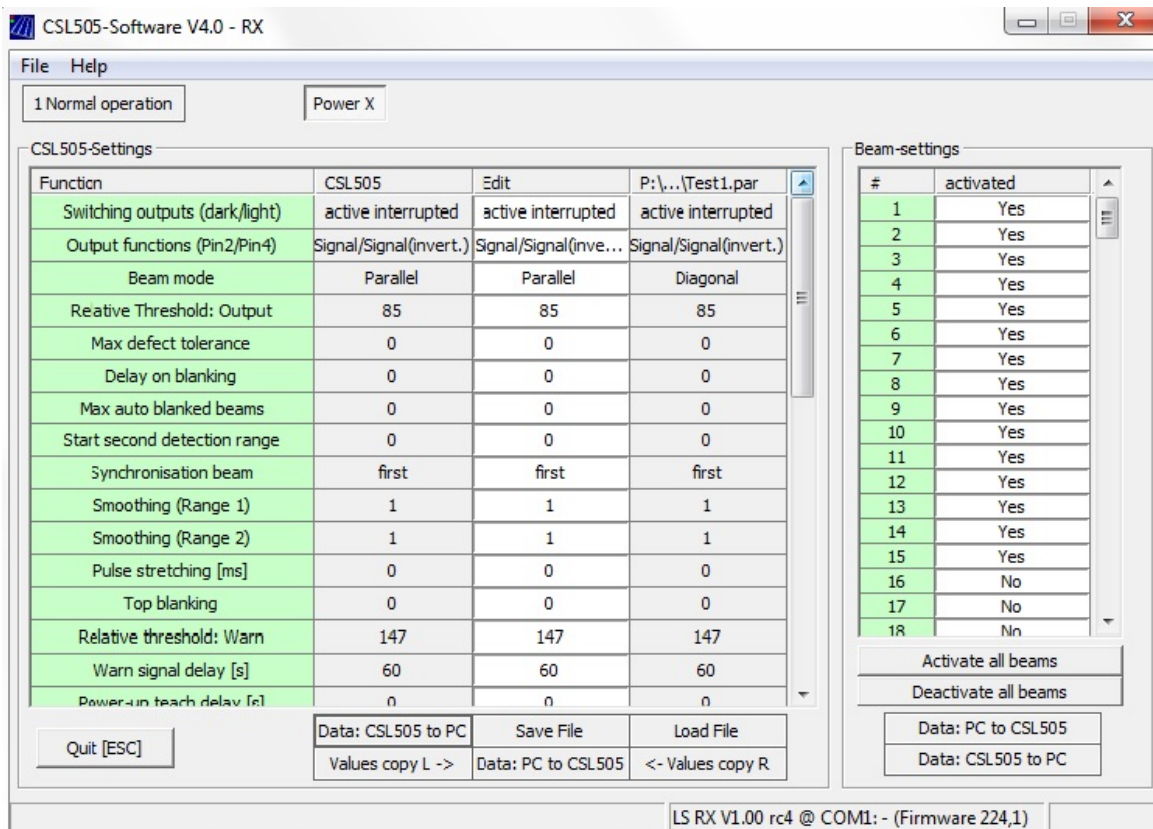 CSL505-Software V4.0 - RX
File Help
1 Normal operation Power X
CSL505-Settings
Function CSL505 Edit P:\...\Test1.par
Switching outputs (dark/light) active interrupted active interrupted active interrupted
Output functions (Pin2/Pin4) Signal/Signal(invert.) Signal/Signal(inve... Signal/Signal(invert.)
Beam mode Parallel Parallel Diagonal
Relative Threshold: Output 85 85 85
Max defect tolerance 0 0 0
Delay on blanking 0 0 0
Max auto blanked beams 0 0 0
Start second detection range 0 0 0
Synchronisation beam first first first
Smoothing (Range 1) 1 1 1
Smoothing (Range 2) 1 1 1
Pulse stretching [ms] 0 0 0
Top blanking 0 0 0
Relative threshold: Warn 147 147 147
Warn signal delay [s] 60 60 60
Power-up teach delay [s] 0 0 0
Quit [ESC]
Data: CSL505 to PC Save File Load File
Values copy L -> Data: PC to CSL505 <- Values copy R
Beam-settings
# activated
1 Yes
2 Yes
3 Yes
4 Yes
5 Yes
6 Yes
7 Yes
8 Yes
9 Yes
10 Yes
11 Yes
12 Yes
13 Yes
14 Yes
15 Yes
16 No
17 No
18 No
Activate all beams
Deactivate all beams
Data: PC to CSL505
Data: CSL505 to PC
LS RX V1.00 rc4 @ COM1: - (Firmware 224,1)